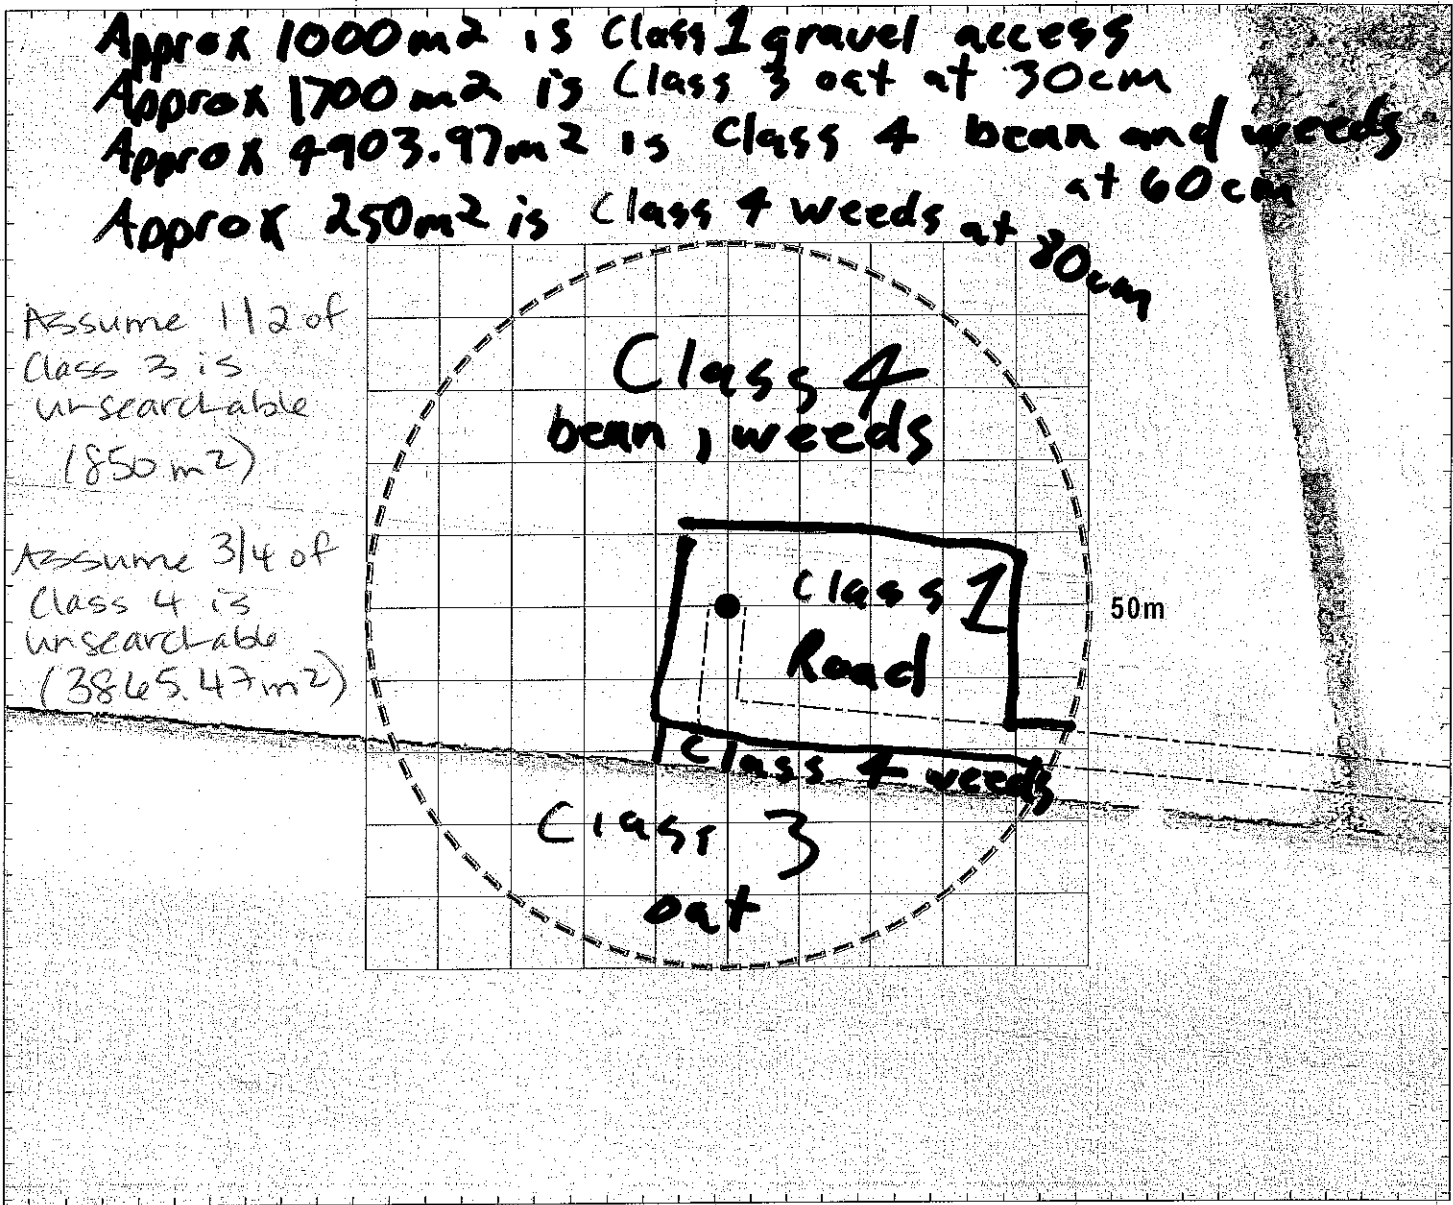 Approx 1000m2 is Class 1 gravel access
Approx 1700m2 is Class 3 oat at 30cm
Approx 4903.97m2 is Class 4 bean and weeds
at 60cm
Approx 250m2 is Class 4 weeds at 80cm
Assume 1/2 of
Class 3 is
unsearchable
(850m2)
Assume 3/4 of
Class 4 is
unsearchable
(3865.47m2)
Class 4
bean, weeds
Class 1
Road
50m
Class 4 weeds
Class 3
oat